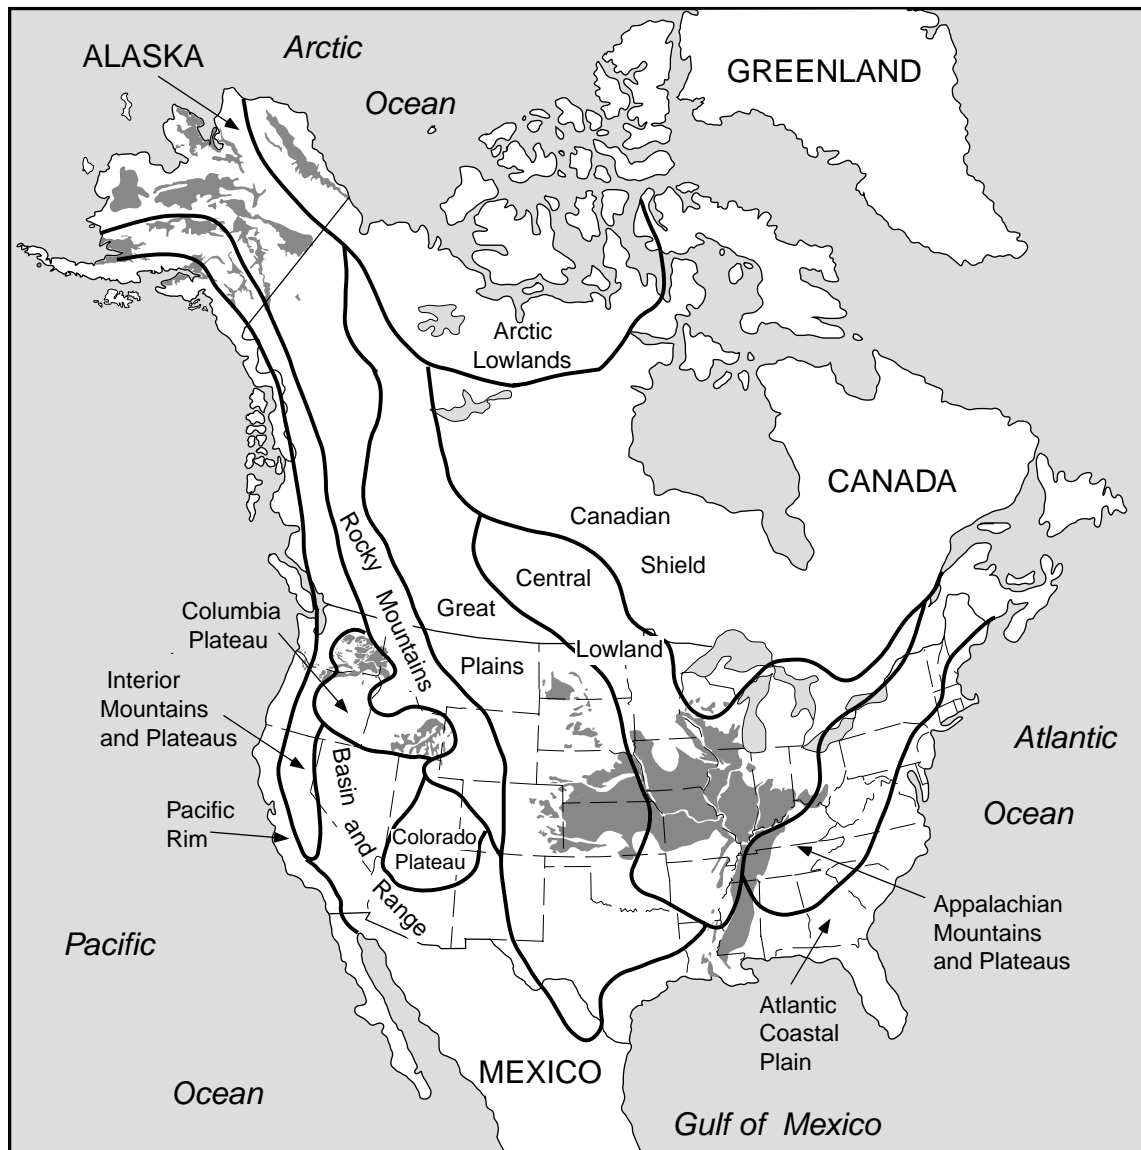 ALASKA
Arctic
Ocean
GREENLAND
Arctic
Lowlands
CANADA
Canadian
Shield
Rocky Mountains
Central
Lowland
Great
Plains
Columbia
Plateau
Interior
Mountains
and Plateaus
Pacific
Rim
Basin and Range
Colorado
Plateau
Atlantic
Ocean
Appalachian
Mountains
and Plateaus
Atlantic
Coastal
Plain
Pacific
Ocean
MEXICO
Gulf of Mexico